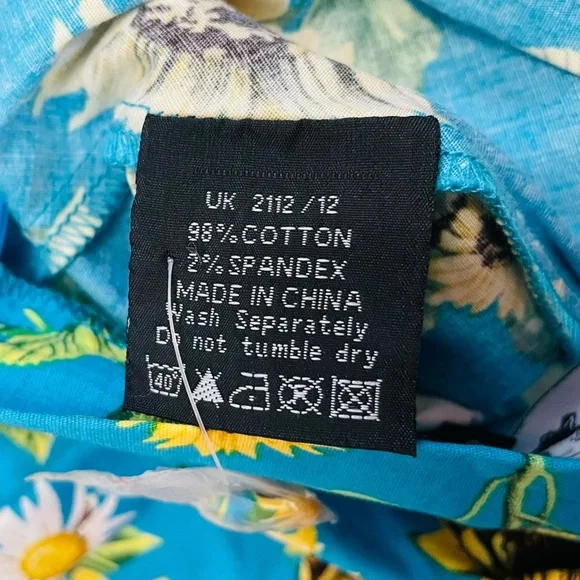 UK 2112/12
98%COTTON
2%SPANDEX
MADE IN CHINA
Wash Separately
Do not tumble dry
40°